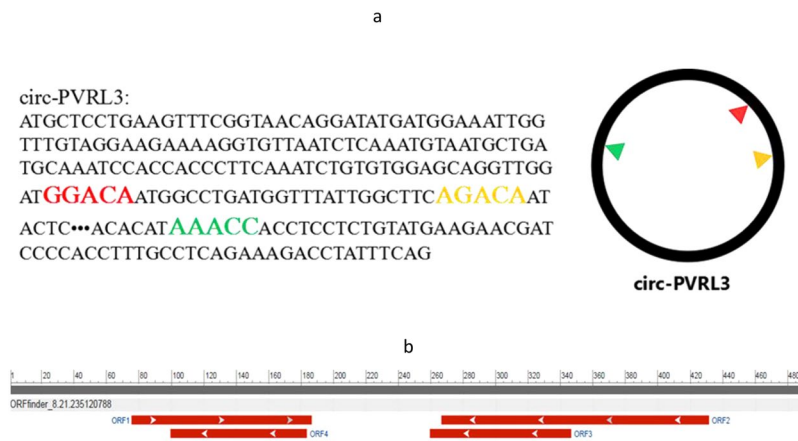 a
circ-PVRL3:
ATGCTCCTGAAGTTTCGGTAACAGGATATGATGGAAATTGG
TTTGTAGGAAGAAAAGGTGTTAATCTCAAATGTAATGCTGA
TGCAAATCCACCACCCTTCAAATCTGTGTGGAGCAGGTTGG
ATGGACAATGGCCTGATGGTTTATTGGCTTCAGACAAT
ACTC•••ACACATAAACCACCTCCTCTGTATGAAGAACGAT
CCCCACCTTTGCCTCAGAAAGACCTATTTCAG
circ-PVRL3
b
1 20 40 60 80 100 120 140 160 180 200 220 240 260 280 300 320 340 360 380 400 420 440 460 480
ORFfinder_8.21.235120788
ORF1 ORF2
ORF4 ORF3